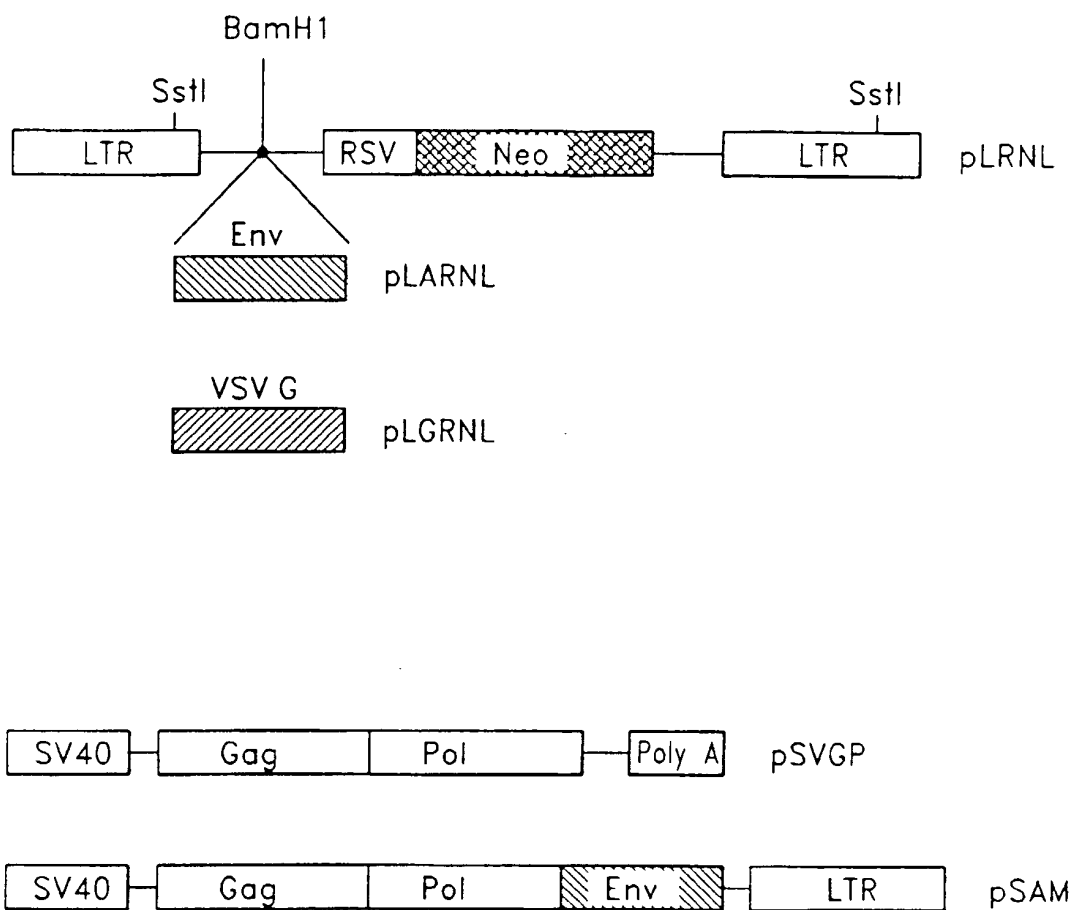 BamH1
SstI SstI
LTR RSV Neo LTR pLRNL
Env
pLARNL
VSV G
pLGRNL
SV40 Gag Pol Poly A pSVGP
SV40 Gag Pol Env LTR pSAM